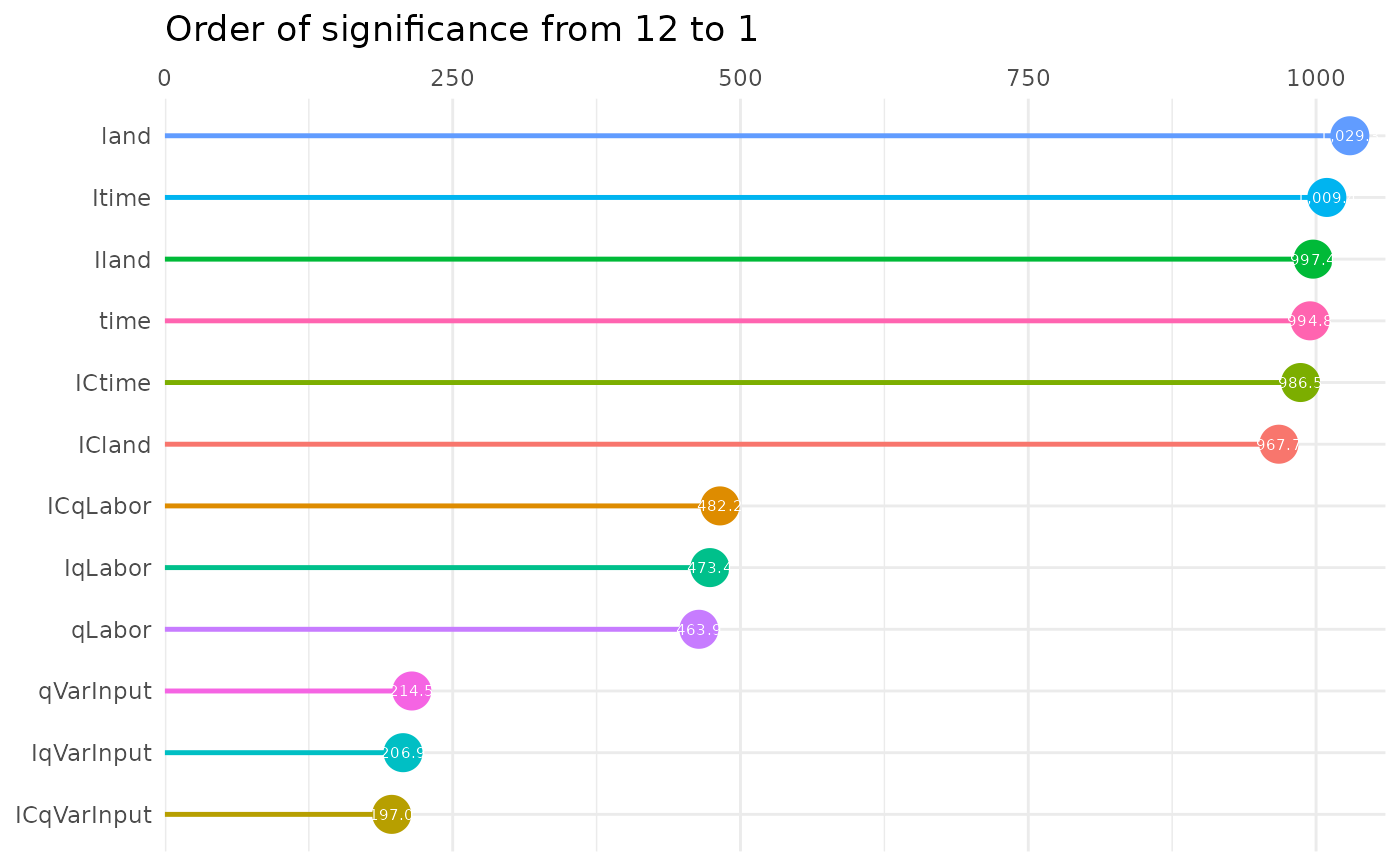 Order of significance from 12 to 1
0 250 500 750 1000
land
Itime
Iland 997.4
time 994.8
ICtime 986.5
ICland 967.7
ICqLabor 482.2
IqLabor 473.4
qLabor 463.9
qVarInput 214.5
IqVarInput 206.9
ICqVarInput 197.0